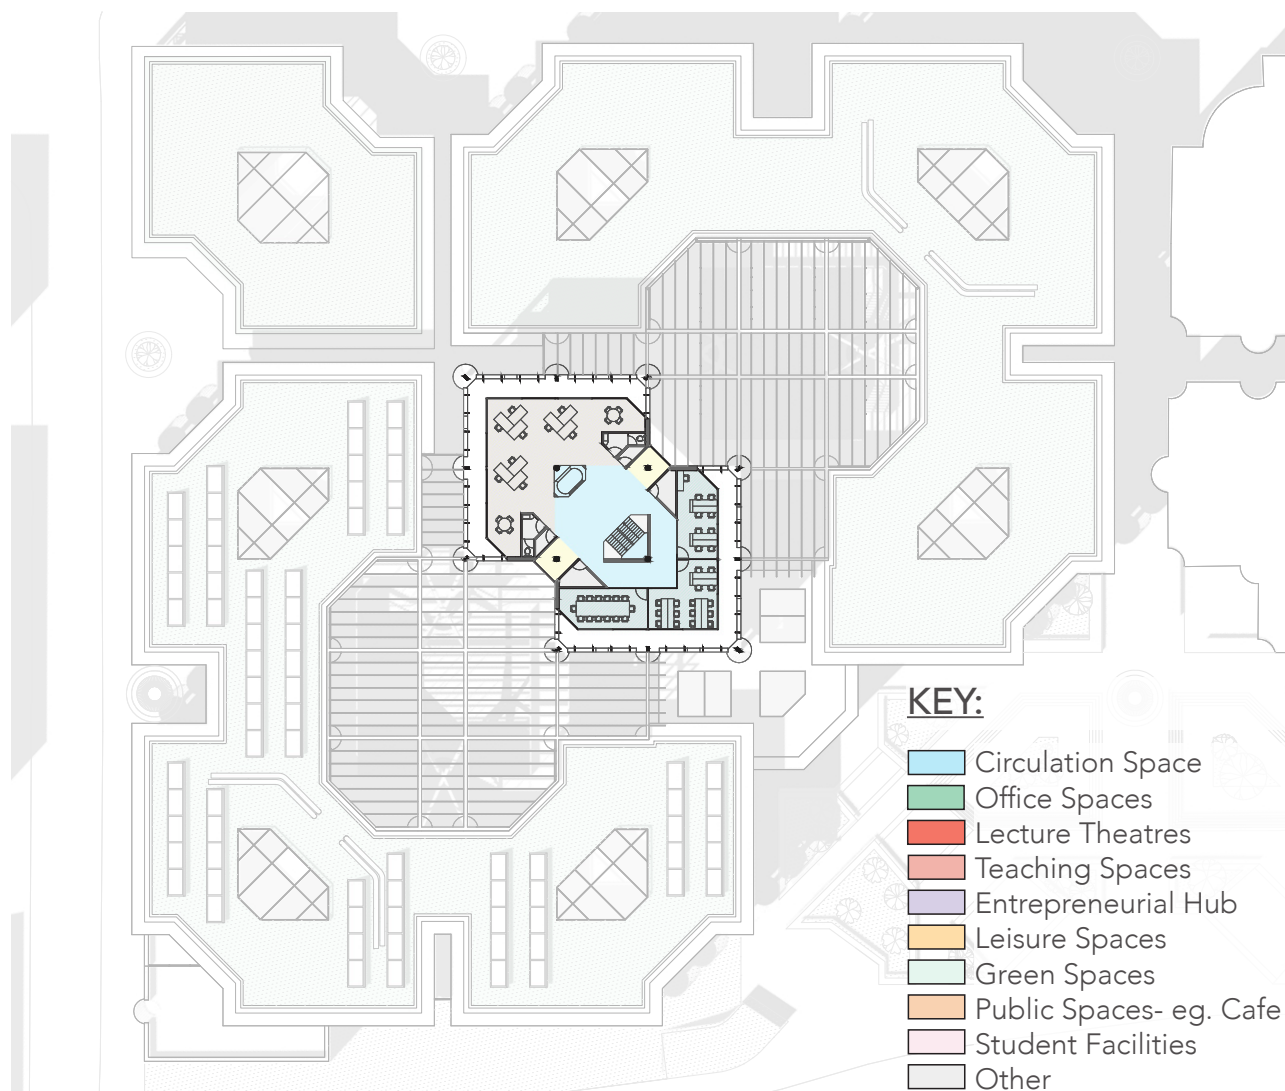 KEY:
Circulation Space
Office Spaces
Lecture Theatres
Teaching Spaces
Entrepreneurial Hub
Leisure Spaces
Green Spaces
Public Spaces- eg. Cafe
Student Facilities
Other